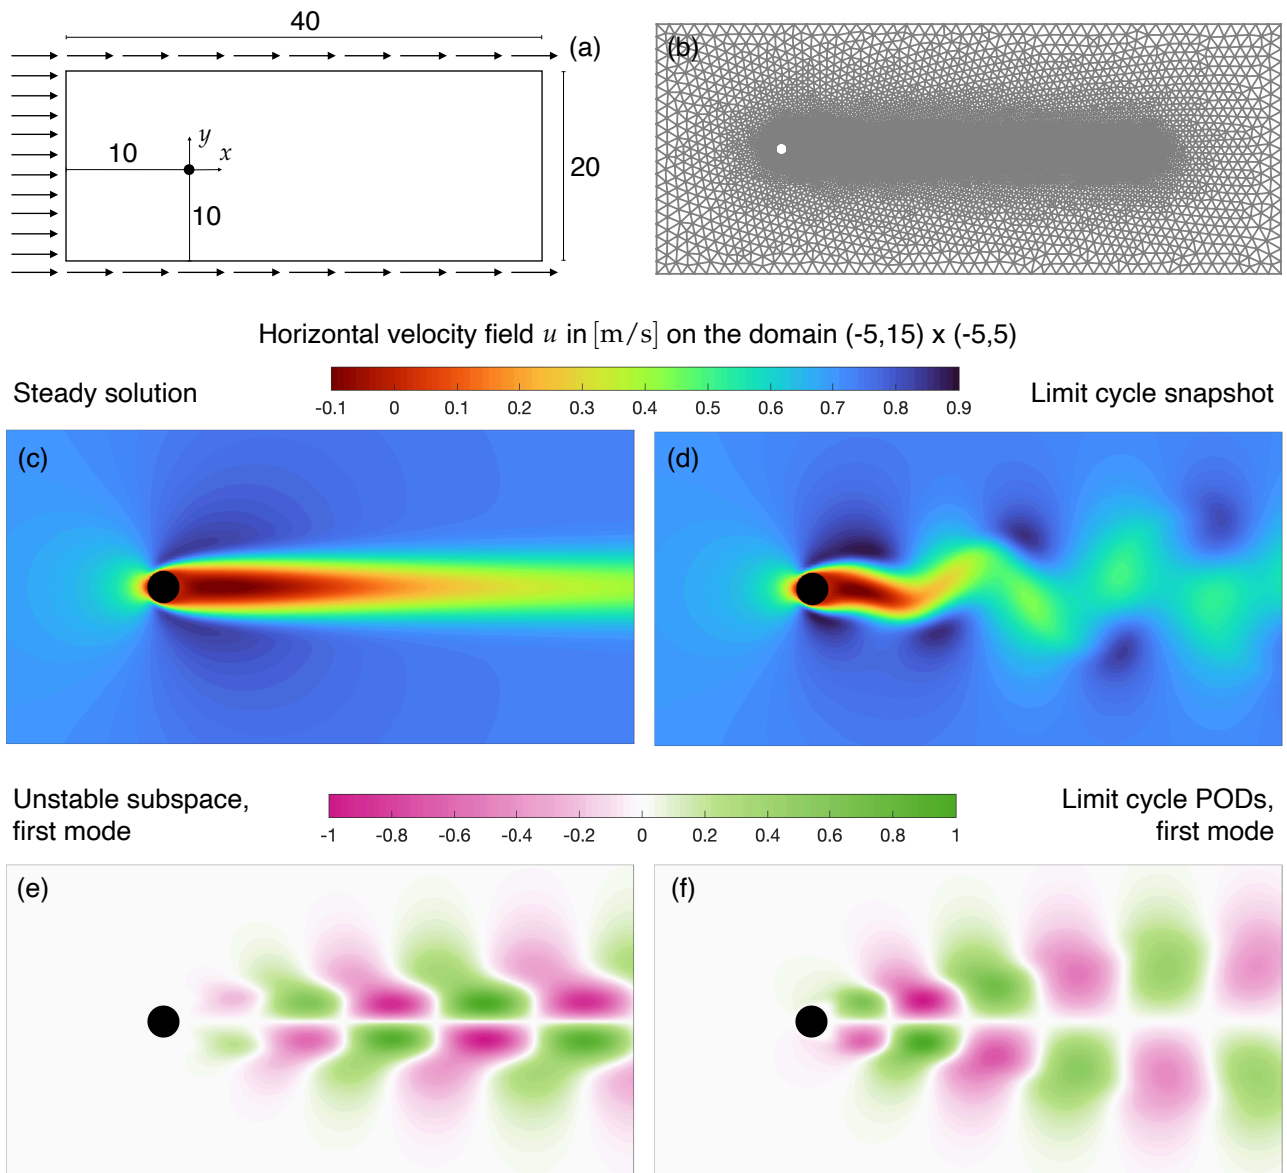 40
(a)
(b)
y
10
x
20
10
Horizontal velocity field u in [m/s] on the domain (-5,15) x (-5,5)
Steady solution
Limit cycle snapshot
-0.1 0 0.1 0.2 0.3 0.4 0.5 0.6 0.7 0.8 0.9
(c)
(d)
Unstable subspace,
first mode
Limit cycle PODs,
first mode
-1 -0.8 -0.6 -0.4 -0.2 0 0.2 0.4 0.6 0.8 1
(e)
(f)